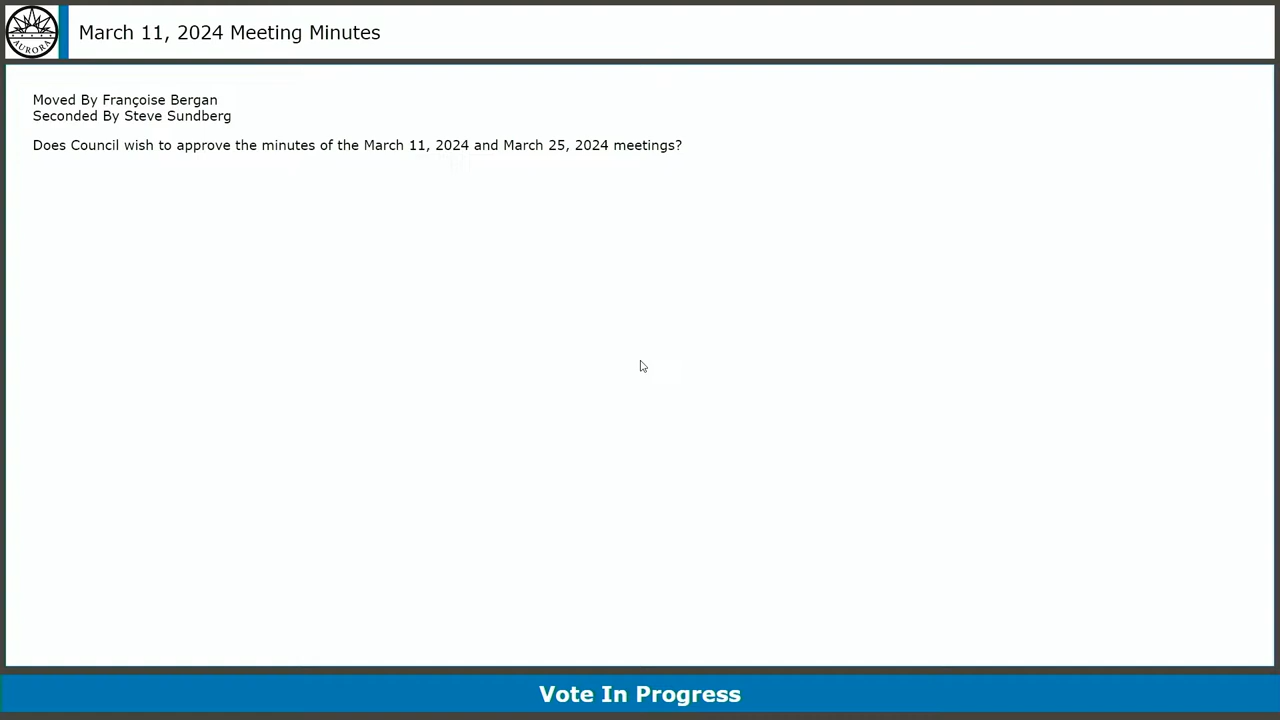 AURORA
March 11, 2024 Meeting Minutes
Moved By Françoise Bergan
Seconded By Steve Sundberg
Does Council wish to approve the minutes of the March 11, 2024 and March 25, 2024 meetings?
Vote In Progress